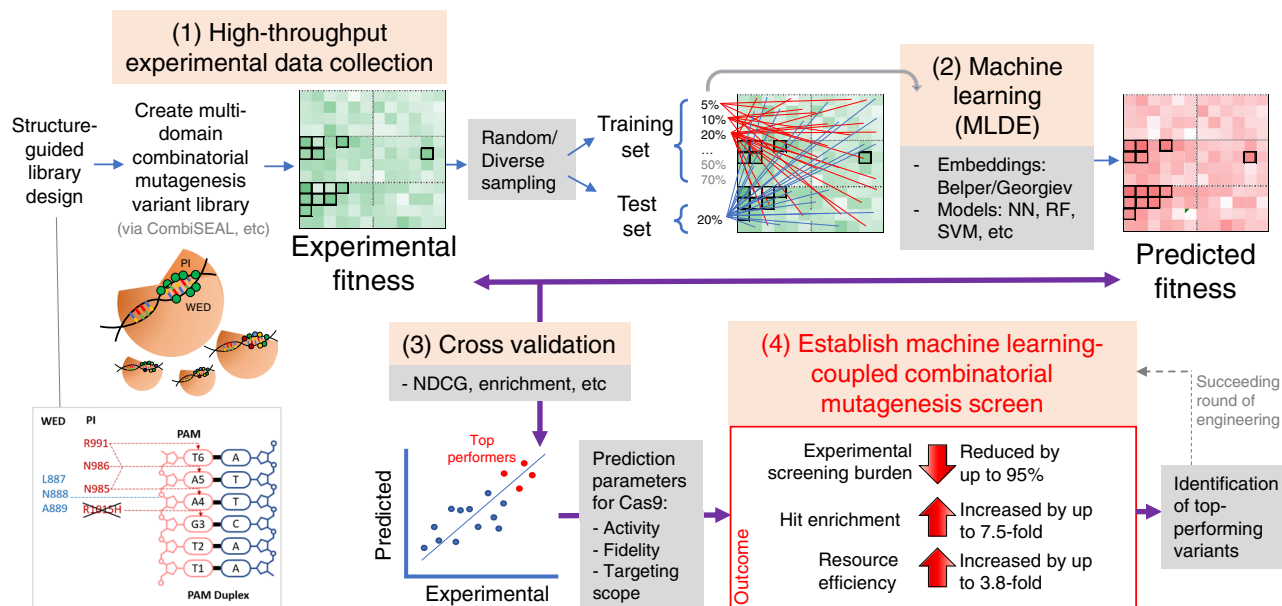 (1) High-throughput
experimental data collection
Structure-
guided
library
design
Create multi-
domain
combinatorial
mutagenesis
variant library
(via CombiSEAL, etc)
Experimental
fitness
Random/
Diverse
sampling
Training
set
5%
10%
20%
...
50%
70%
Test
set
20%
(2) Machine
learning
(MLDE)
- Embeddings:
Belper/Georgiev
- Models: NN, RF,
SVM, etc
Predicted
fitness
PI
WED
(3) Cross validation
- NDCG, enrichment, etc
Top
performers
Predicted
Experimental
Prediction
parameters
for Cas9:
- Activity
- Fidelity
- Targeting
scope
(4) Establish machine learning-
coupled combinatorial
mutagenesis screen
Outcome
Experimental
screening burden
Reduced by
up to 95%
Hit enrichment
Increased by up
to 7.5-fold
Resource
efficiency
Increased by up
to 3.8-fold
Succeeding
round of
engineering
Identification
of top-
performing
variants
WED PI
PAM
R991
N986
L887
N985
N888
A889
R1015H
T6 A
A5 T
A4 T
G3 C
T2 A
T1 A
PAM Duplex